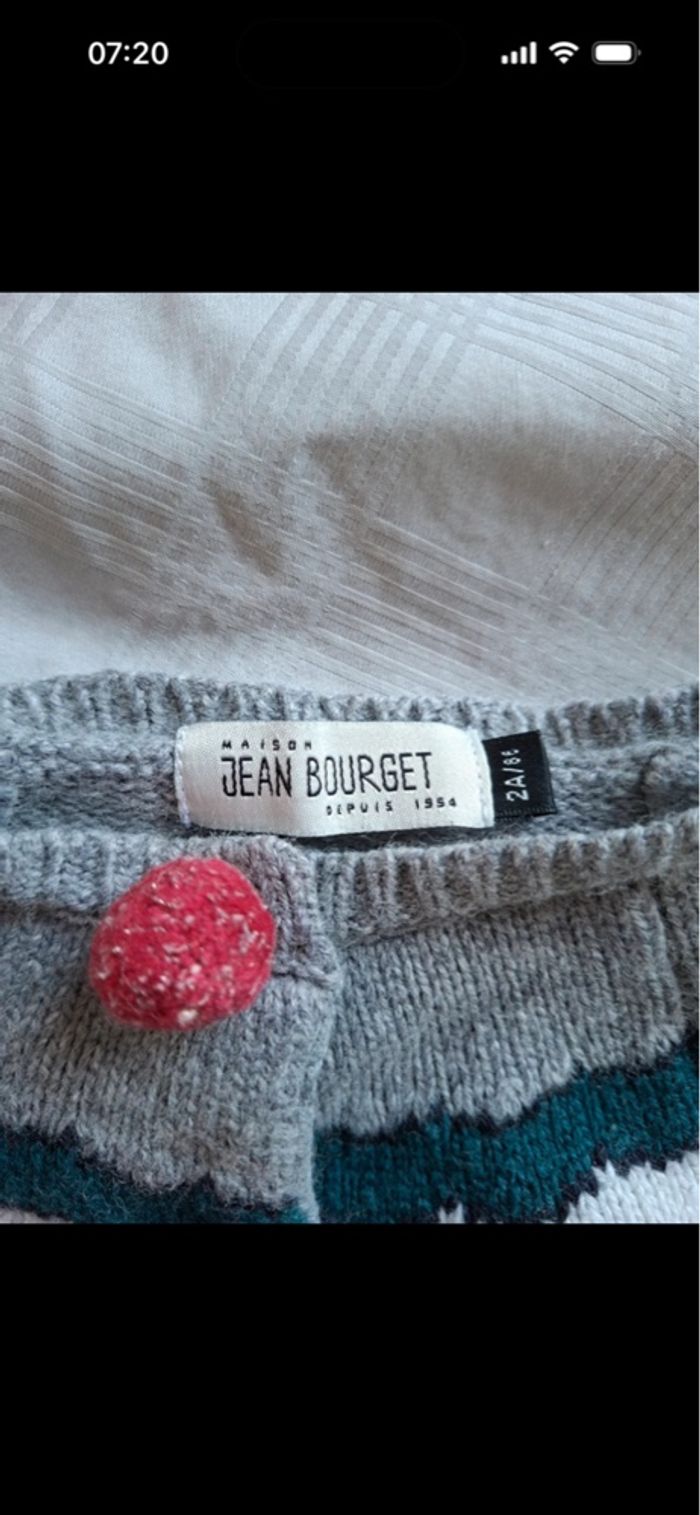 07:20
MAISON
JEAN BOURGET
DEPUIS 1954
2A/86